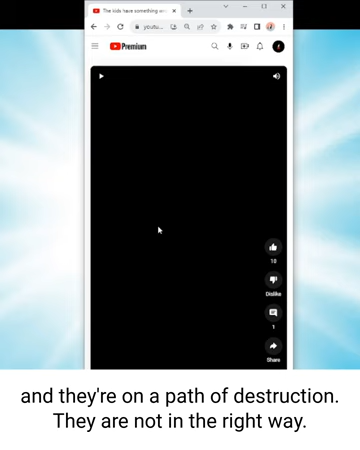 The kids have something wro
youtu...
Premium
10
Dislike
1
Share
and they're on a path of destruction.
They are not in the right way.